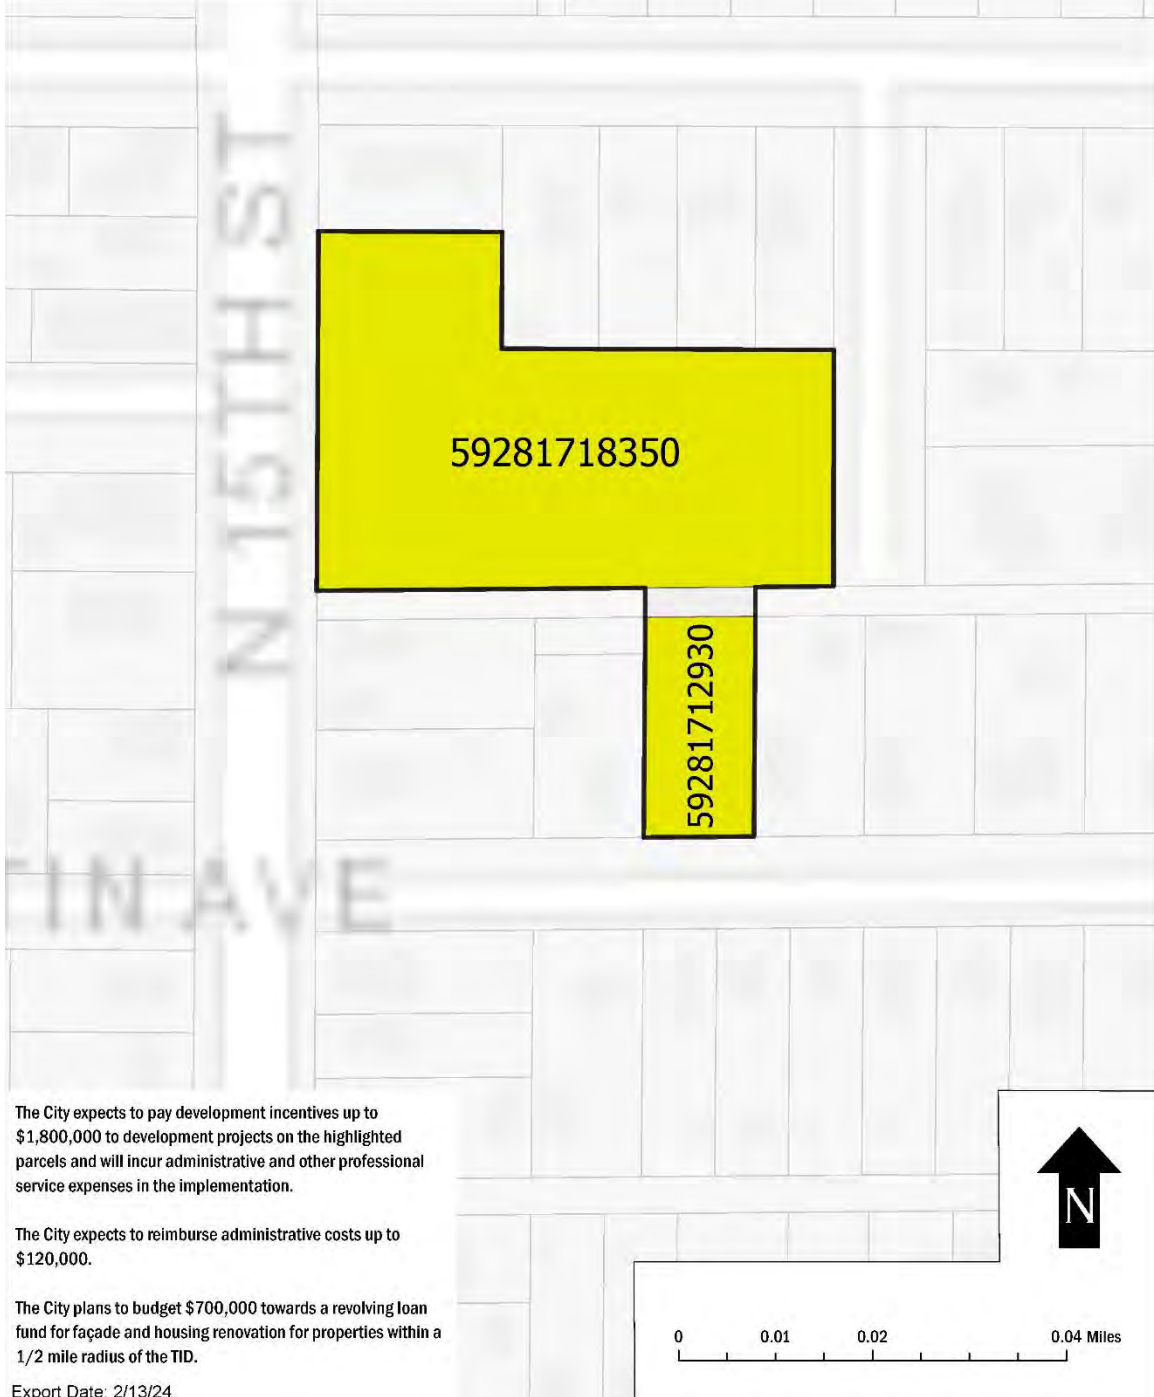 N 15TH ST
59281718350
59281712930
TIN AVE
The City expects to pay development incentives up to
$1,800,000 to development projects on the highlighted
parcels and will incur administrative and other professional
service expenses in the implementation.
The City expects to reimburse administrative costs up to
$120,000.
The City plans to budget $700,000 towards a revolving loan
fund for façade and housing renovation for properties within a
1/2 mile radius of the TID.
Export Date: 2/13/24
N
0 0.01 0.02 0.04 Miles